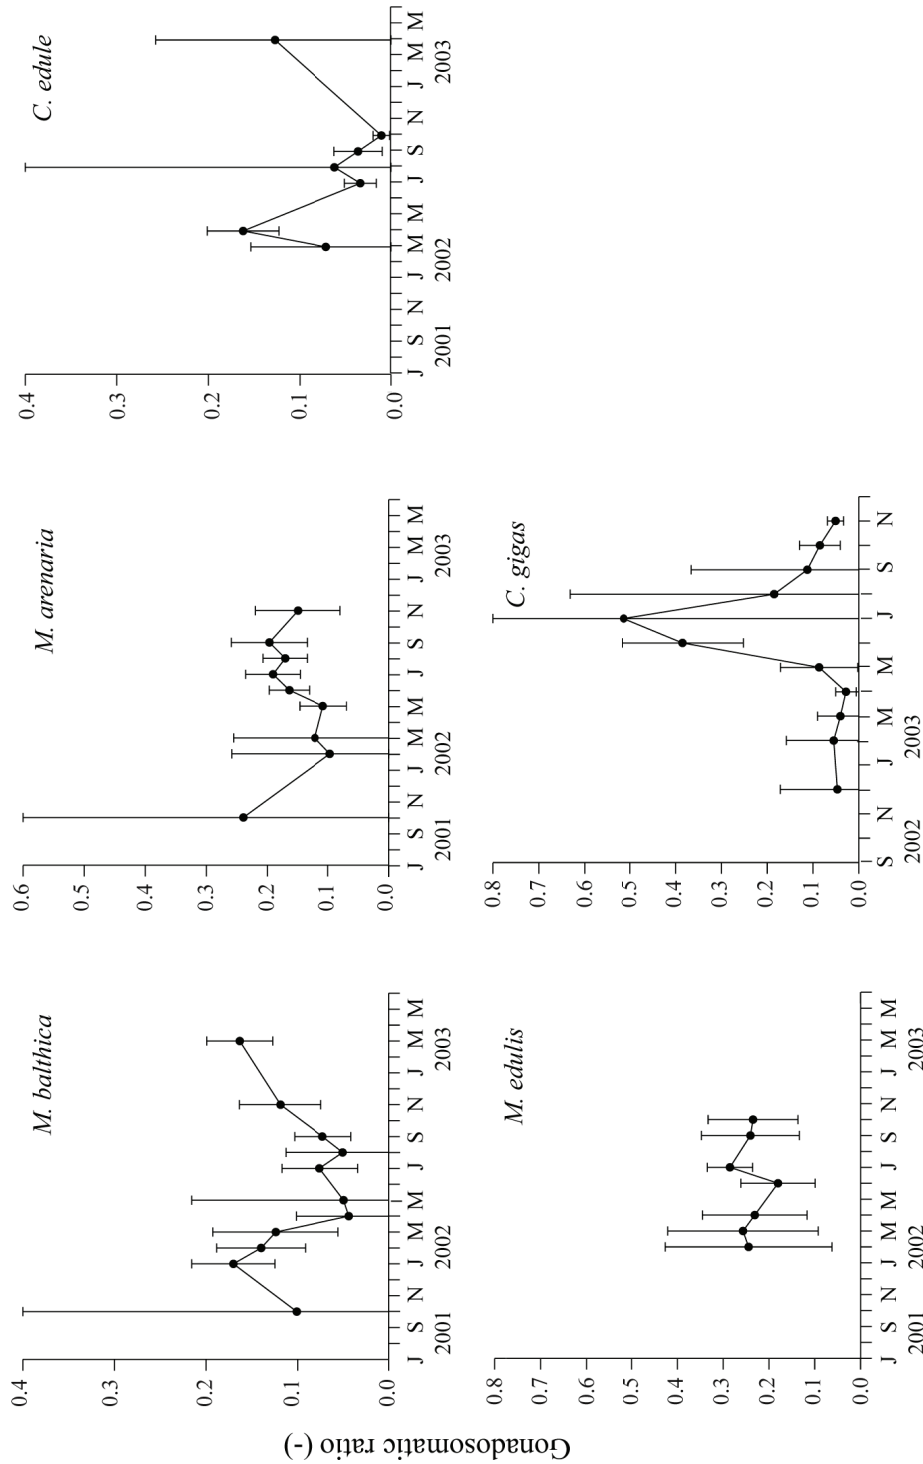 Gonadosomatic ratio (-)
M. balthica
0.4
0.3
0.2
0.1
0.0
J S N J M M J S N J M M
2001 2002 2003
M. arenaria
0.6
0.5
0.4
0.3
0.2
0.1
0.0
J S N J M M J S N J M M
2001 2002 2003
C. edule
0.4
0.3
0.2
0.1
0.0
J S N J M M J S N J M M
2001 2002 2003
M. edulis
0.8
0.7
0.6
0.5
0.4
0.3
0.2
0.1
0.0
J S N J M M J S N J M M
2001 2002 2003
C. gigas
0.8
0.7
0.6
0.5
0.4
0.3
0.2
0.1
0.0
S N J M M J S N
2002 2003